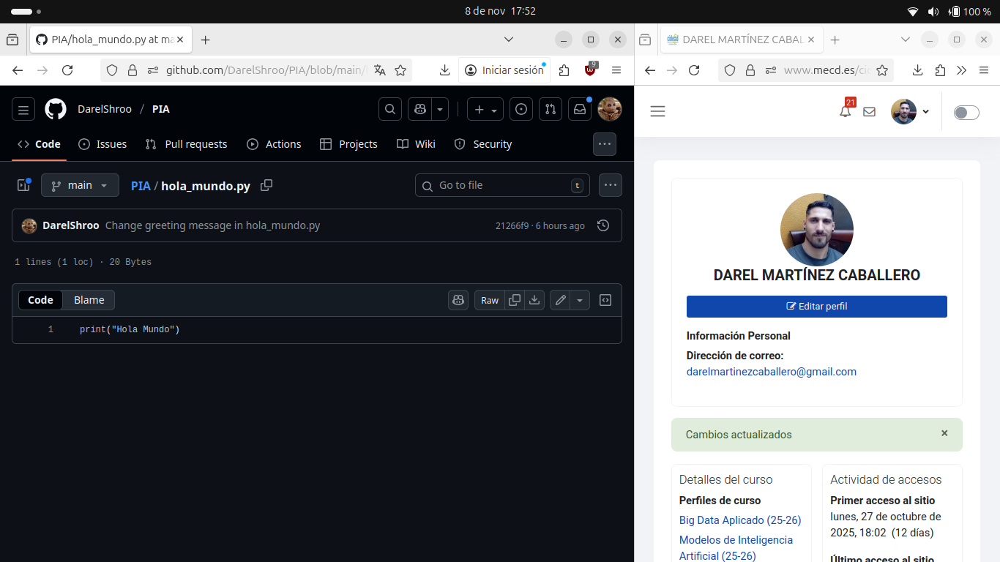 8 de nov 17:52
100 %
PIA/hola_mundo.py at ma
github.com/DarelShroo/PIA/blob/main/
Iniciar sesión
9
DarelShroo / PIA
Code Issues Pull requests Actions Projects Wiki Security
main
PIA / hola_mundo.py
Go to file
t
DarelShroo Change greeting message in hola_mundo.py
21266f9 · 6 hours ago
1 lines (1 loc) · 20 Bytes
Code Blame
Raw
1 print("Hola Mundo")
DAREL MARTÍNEZ CABAL
www.mecd.es/cid
21
DAREL MARTÍNEZ CABALLERO
Editar perfil
Información Personal
Dirección de correo:
darelmartinezcaballero@gmail.com
Cambios actualizados
×
Detalles del curso
Perfiles de curso
Big Data Aplicado (25-26)
Modelos de Inteligencia
Artificial (25-26)
Actividad de accesos
Primer acceso al sitio
lunes, 27 de octubre de
2025, 18:02 (12 días)
Último acceso al sitio